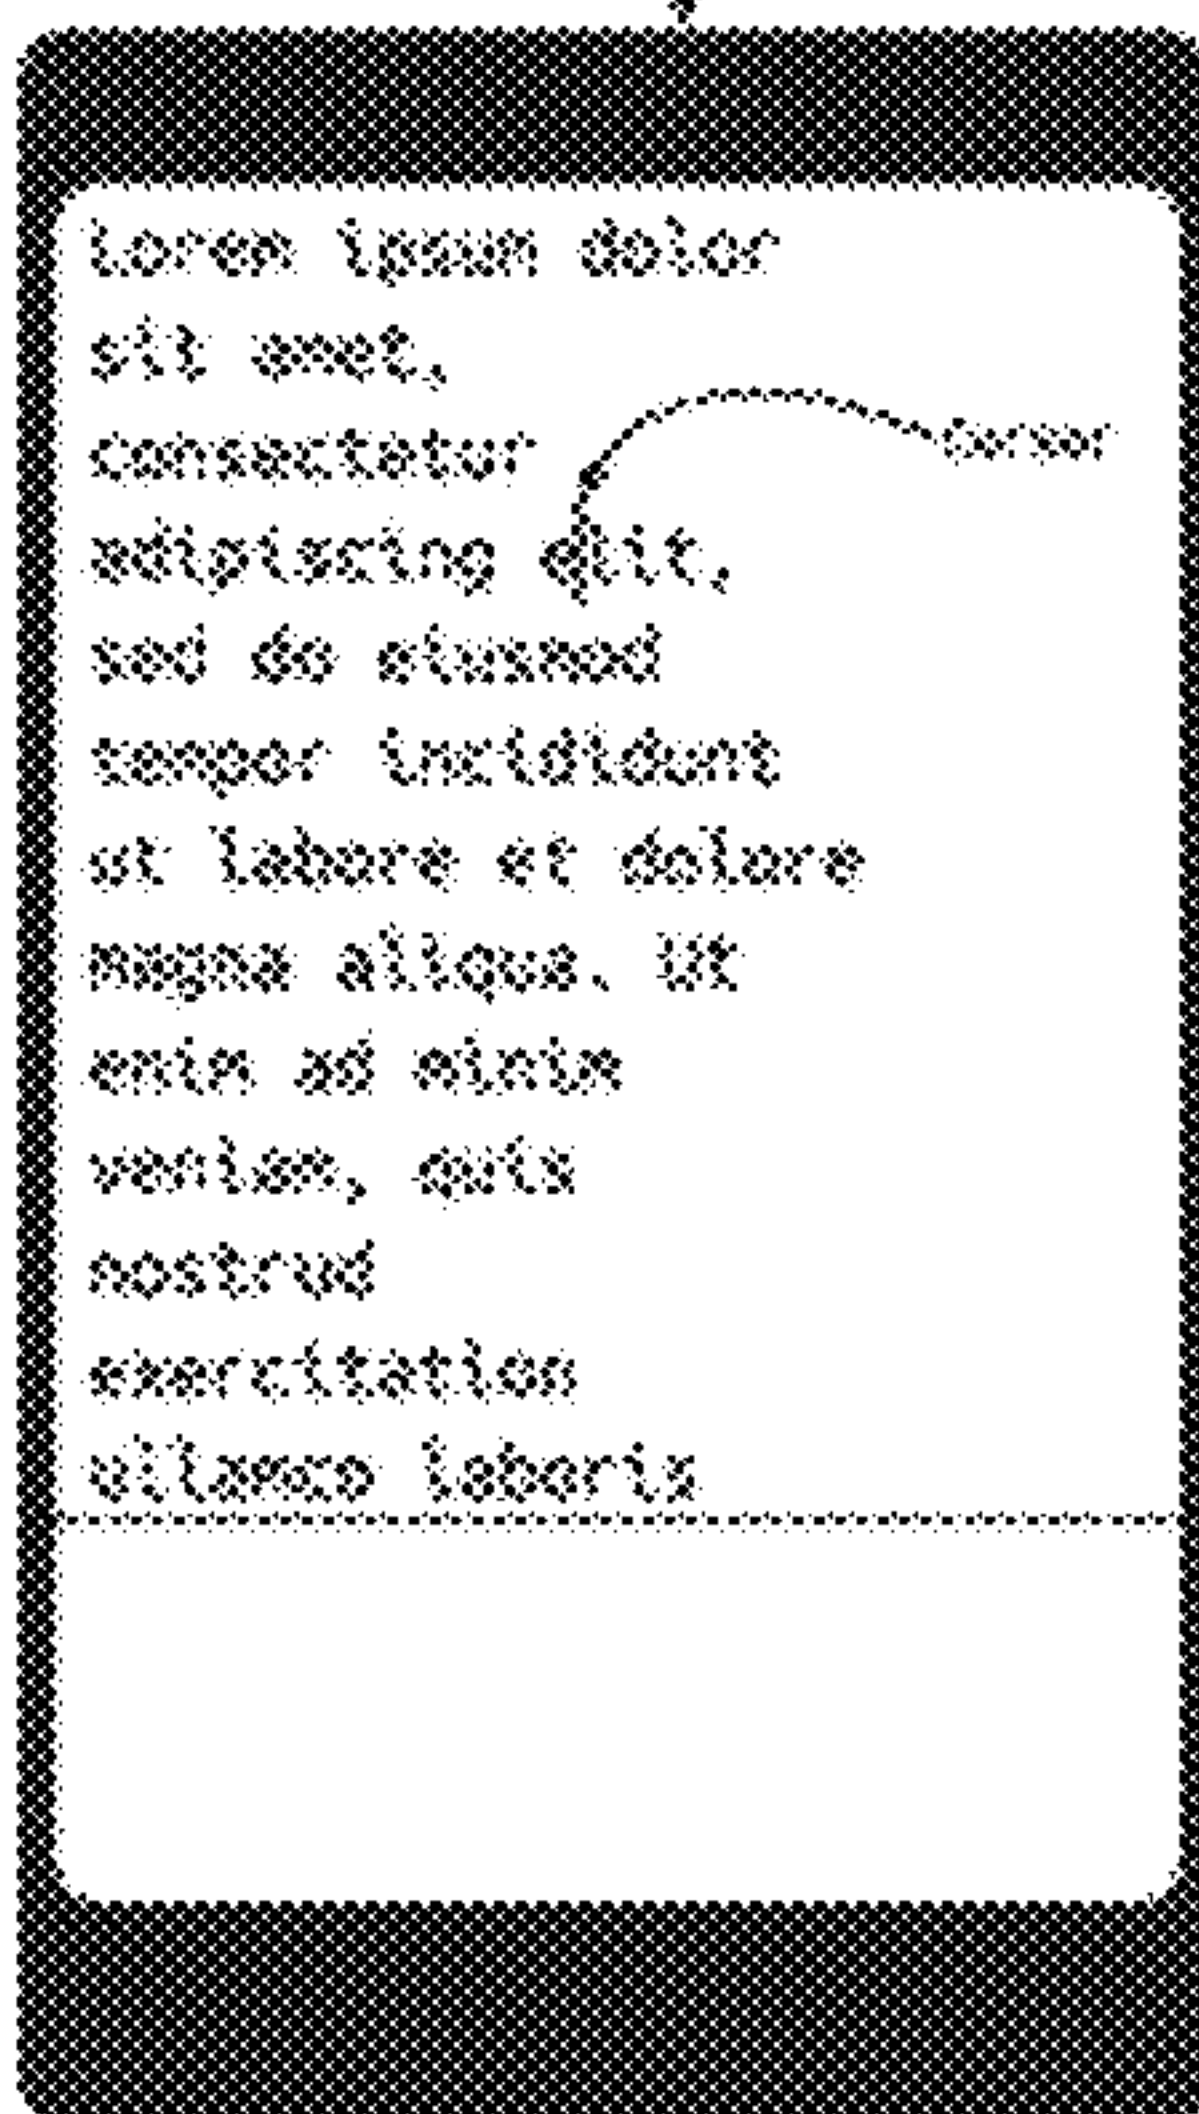 Lorem ipsum dolor
sit amet,
consectetur
Cursor
adipiscing elit,
sed do eiusmod
tempor incididunt
ut labore et dolore
magna aliqua. Ut
enim ad minim
veniam, quis
nostrud
exercitation
ullamco laboris